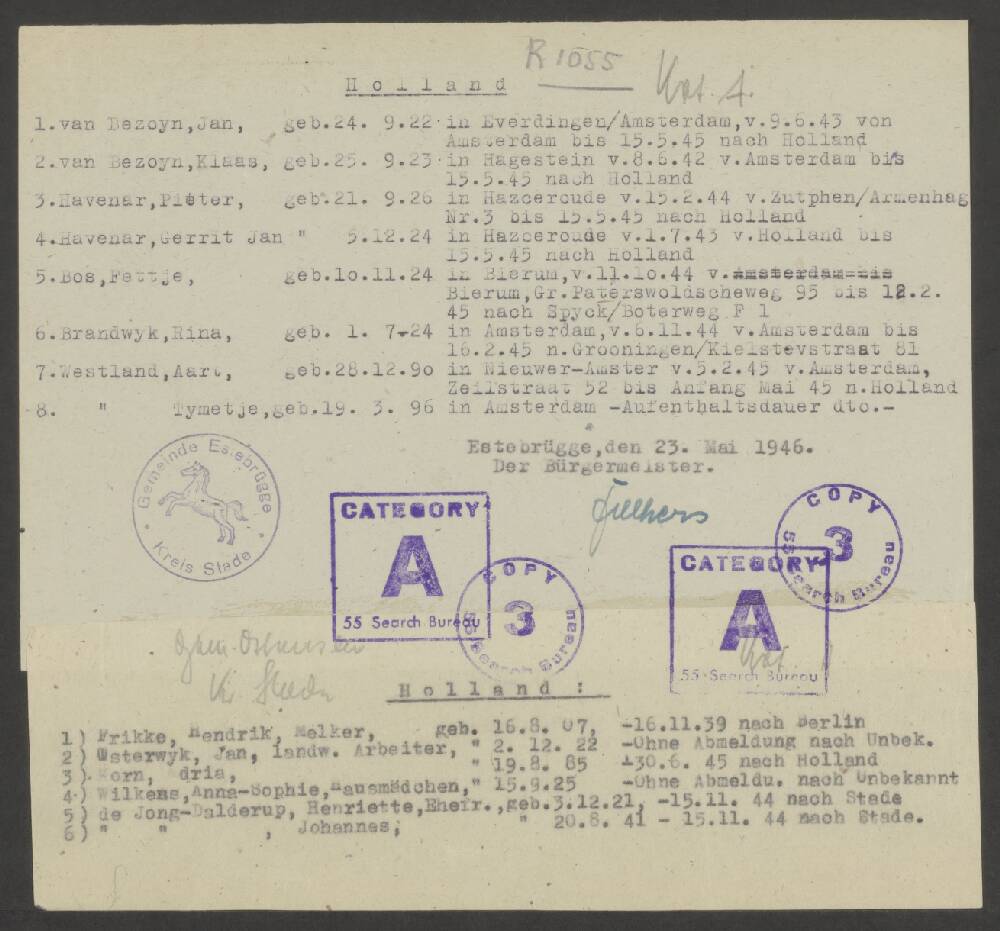 R 1055
Kat. A.
Holland
1.van Bezoyn,Jan, geb.24. 9.22 in Everdingen/Amsterdam,v.9.6.43 von
Amsterdam bis 15.5.45 nach Holland
2.van Bezoyn,Klaas, geb.25. 9.23 in Hagestein v.8.6.42 v.Amsterdam bis
15.5.45 nach Holland
3.Havenar,Pieter, geb.21. 9.26 in Hazceroude v.15.2.44 v.Zutphen/Armenhag
Nr.3 bis 15.5.45 nach Holland
4.Havenar,Gerrit Jan " 5.12.24 in Hazceroude v.1.7.43 v.Holland bis
15.5.45 nach Holland
5.Bos,Fettje, geb.10.11.24 in Bierum,v.11.10.44 v.Amsterdam bis
Bierum,Gr.Paterswoldscheweg 95 bis 12.2.
45 nach Spyck/Boterweg F 1
6.Brandwyk,Rina, geb. 1. 7.24 in Amsterdam,v.6.11.44 v.Amsterdam bis
16.2.45 n.Grooningen/Kielstevstraat 81
7.Westland,Aart, geb.28.12.90 in Nieuwer-Amster v.5.2.45 v.Amsterdam,
Zeilstraat 52 bis Anfang Mai 45 n.Holland
8. " Tymetje,geb.19. 3. 96 in Amsterdam -Aufenthaltsdauer dto.-
Estebrügge,den 23. Mai 1946.
Der Bürgermeister.
Gemeinde Estebrügge
Kreis Stade
CATEGORY
A
55 Search Bureau
COPY
3
55 Search Bureau
CATEGORY
A
55 Search Bureau
COPY
3
55 Search Bureau
Kr. Stade
Kat.
Holland :
1) Frikke, Hendrik, Melker, geb. 16.8. 07, -16.11.39 nach Berlin
2) Osterwyk, Jan, landw. Arbeiter, " 2. 12. 22 -Ohne Abmeldung nach Unbek.
3) dria, " 19.8. 85 -30.6. 45 nach Holland
4) Wilkens,Anna-Sophie,Hausmädchen," 15.9.25 -Ohne Abmeldu. nach Unbekannt
5) de Jong-Dalderup, Henriette,Ehefr.,geb.3.12.21, -15.11. 44 nach Stade
6) " " , Johannes, " 20.8. 41 - 15.11. 44 nach Stade.